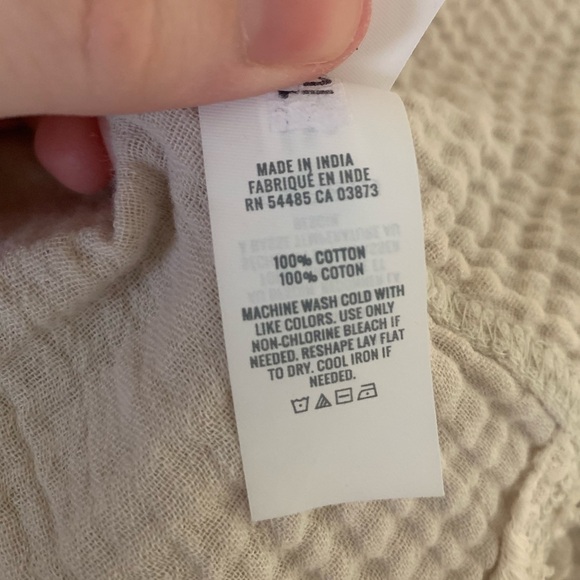 MADE IN INDIA
FABRIQUÉ EN INDE
RN 54485 CA 03873
100% COTTON
100% COTON
MACHINE WASH COLD WITH
LIKE COLORS. USE ONLY
NON-CHLORINE BLEACH IF
NEEDED. RESHAPE LAY FLAT
TO DRY. COOL IRON IF
NEEDED.